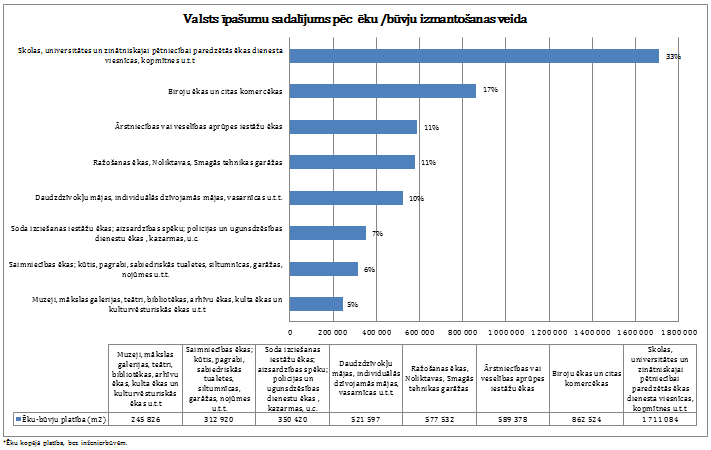 Valsts īpašumu sadalījums pēc ēku /būvju izmantošanas veida
Skolas, universitātes un zinātniskajai pētniecībai paredzētās ēkas dienesta
viesnīcas, kopmītnes u.t.t
33%
Biroju ēkas un citas komercēkas
17%
Ārstniecības vai veselības aprūpes iestāžu ēkas
11%
Ražošanas ēkas, Noliktavas, Smagās tehnikas garāžas
11%
Daudzdzīvokļu mājas, individuālās dzīvojamās mājas, vasarnīcas u.t.t.
10%
Soda izciešanas iestāžu ēkas; aizsardzības spēku; policijas un ugunsdzēsības
dienestu ēkas , kazarmas, u.c.
7%
Saimniecības ēkas; kūtis, pagrabi, sabiedriskās tualetes, siltumnīcas, garāžas,
nojūmes u.t.t.
6%
Muzeji, mākslas galerijas, teātri, bibliotēkas, arhīvu ēkas, kulta ēkas un
kultūrvēsturiskās ēkas u.t.t
5%
0 200 000 400 000 600 000 800 000 1 000 000 1 200 000 1 400 000 1 600 000 1 800 000
Muzeji, mākslas
galerijas, teātri,
bibliotēkas, arhīvu
ēkas, kulta ēkas un
kultūrvēsturiskās
ēkas u.t.t
Saimniecības ēkas;
kūtis, pagrabi,
sabiedriskās
tualetes,
siltumnīcas,
garāžas, nojūmes
u.t.t.
Soda izciešanas
iestāžu ēkas;
aizsardzības spēku;
policijas un
ugunsdzēsības
dienestu ēkas ,
kazarmas, u.c.
Daudzdzīvokļu
mājas, individuālās
dzīvojamās mājas,
vasarnīcas u.t.t.
Ražošanas ēkas,
Noliktavas, Smagās
tehnikas garāžas
Ārstniecības vai
veselības aprūpes
iestāžu ēkas
Biroju ēkas un citas
komercēkas
Skolas,
universitātes un
zinātniskajai
pētniecībai
paredzētās ēkas
dienesta viesnīcas,
kopmītnes u.t.t
Ēku-būvju platība (m2) 245 826 312 920 350 420 521 597 577 532 589 378 862 524 1 711 084
*Ēku kopējā platība, bez inženierbūvēm.